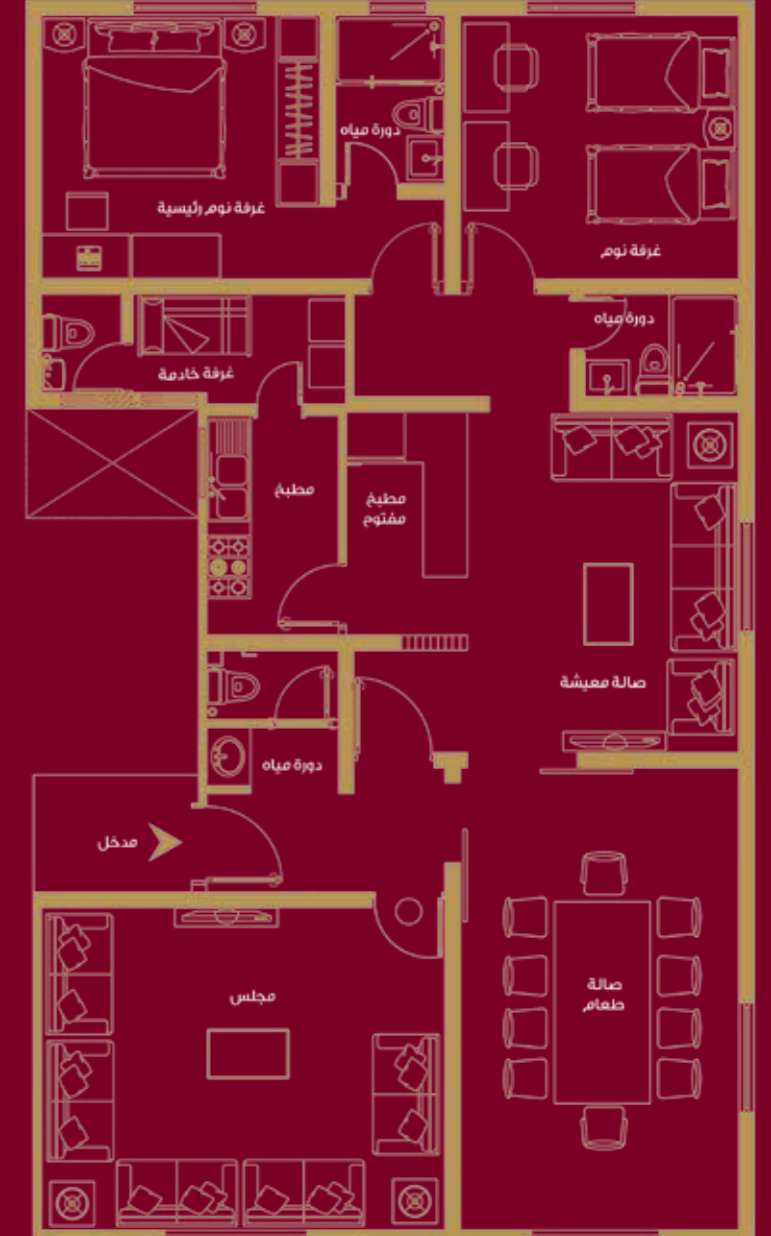 دورة مياه
غرفة نوم رئيسية
غرفة نوم
دورة مياه
غرفة خادمة
مطبخ
مطبخ
مفتوح
صالة معيشة
دورة مياه
مدخل
صالة
طعام
مجلس